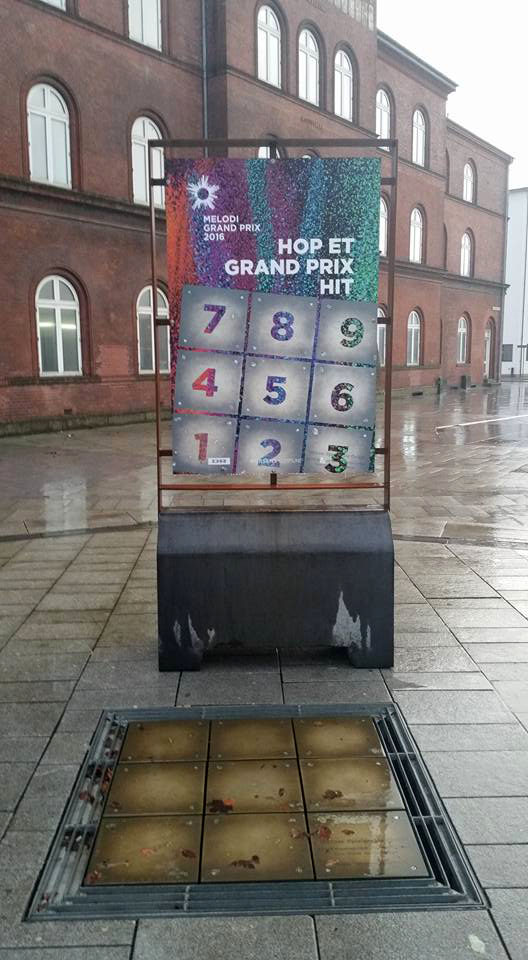 MELODI
GRAND PRIX
2016
HOP ET
GRAND PRIX
HIT
7 8 9
4 5 6
1 2 3